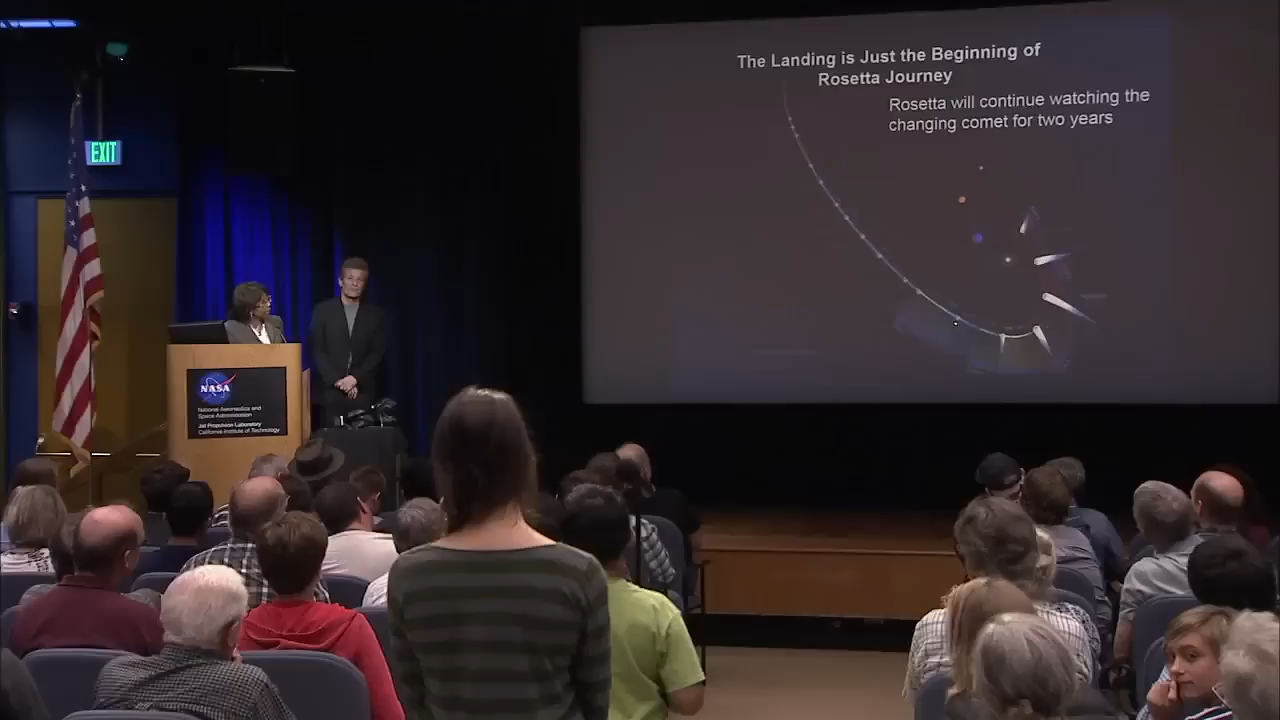 The Landing is Just the Beginning of
Rosetta Journey
Rosetta will continue watching the
changing comet for two years
EXIT
NASA
National Aeronautics and
Space Administration
Jet Propulsion Laboratory
California Institute of Technology